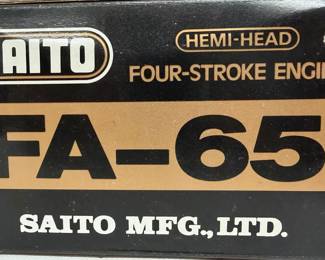 AITO
HEMI-HEAD
FOUR-STROKE ENGI
FA-65
SAITO MFG., LTD.